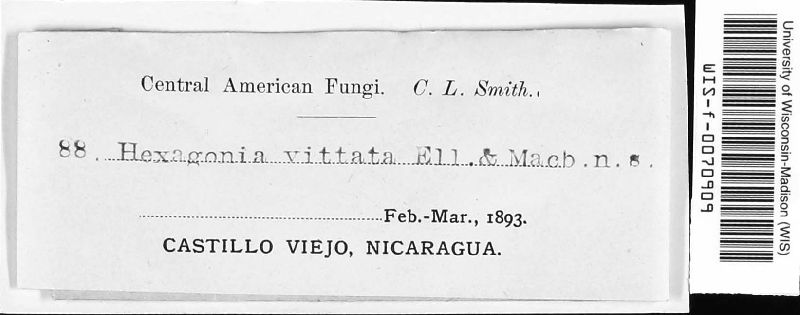 Central American Fungi. C. L. Smith.
88. Hexagonia vittata Ell. & Macb. n. s.
Feb.-Mar., 1893.
CASTILLO VIEJO, NICARAGUA.
University of Wisconsin-Madison (WIS)
WIS-f-0070909